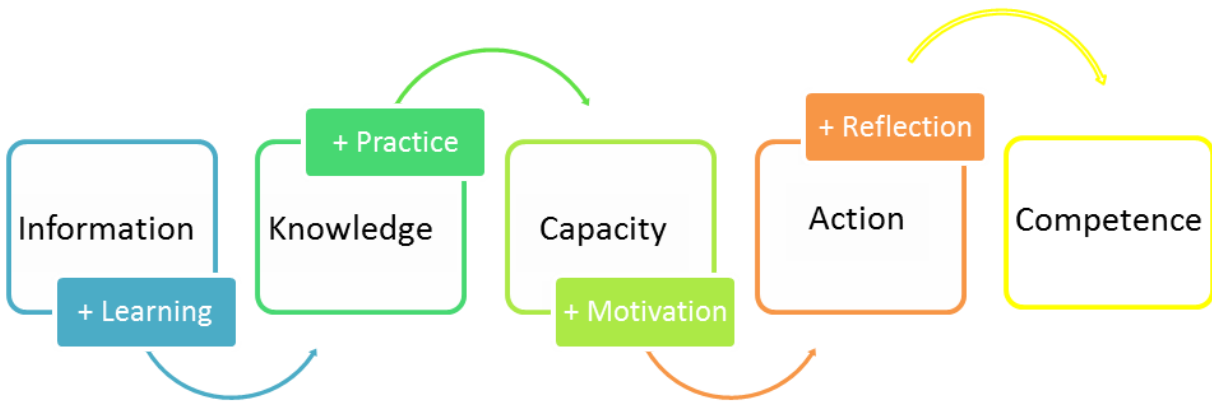 Information
+ Learning
Knowledge
+ Practice
Capacity
+ Motivation
Action
+ Reflection
Competence